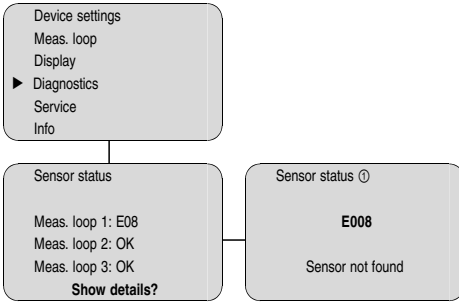 Device settings
Meas. loop
Display
▶ Diagnostics
Service
Info
Sensor status
Meas. loop 1: E08
Meas. loop 2: OK
Meas. loop 3: OK
Show details?
Sensor status ①
E008
Sensor not found